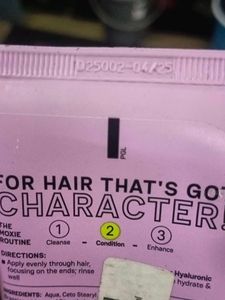 D25002-04/25
PGL
FOR HAIR THAT'S GOT
CHARACTER!
THE MOXIE ROUTINE
1 Cleanse - 2 Condition - 3 Enhance
DIRECTIONS:
Apply evenly through hair,
focusing on the ends; rinse
well
Hyaluronic
hydrate &
INGREDIENTS: Aqua, Ceto Stearyl